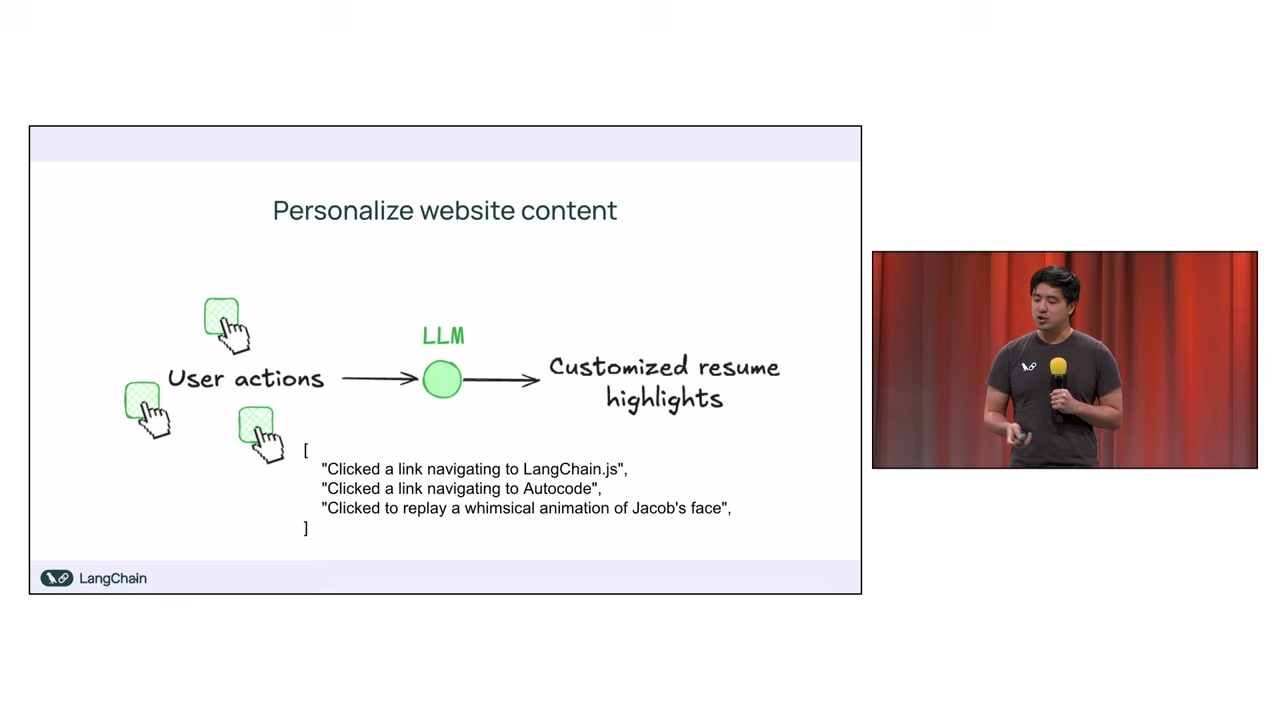 Personalize website content
LLM
User actions
Customized resume
highlights
[
"Clicked a link navigating to LangChain.js",
"Clicked a link navigating to Autocode",
"Clicked to replay a whimsical animation of Jacob's face",
]
LangChain